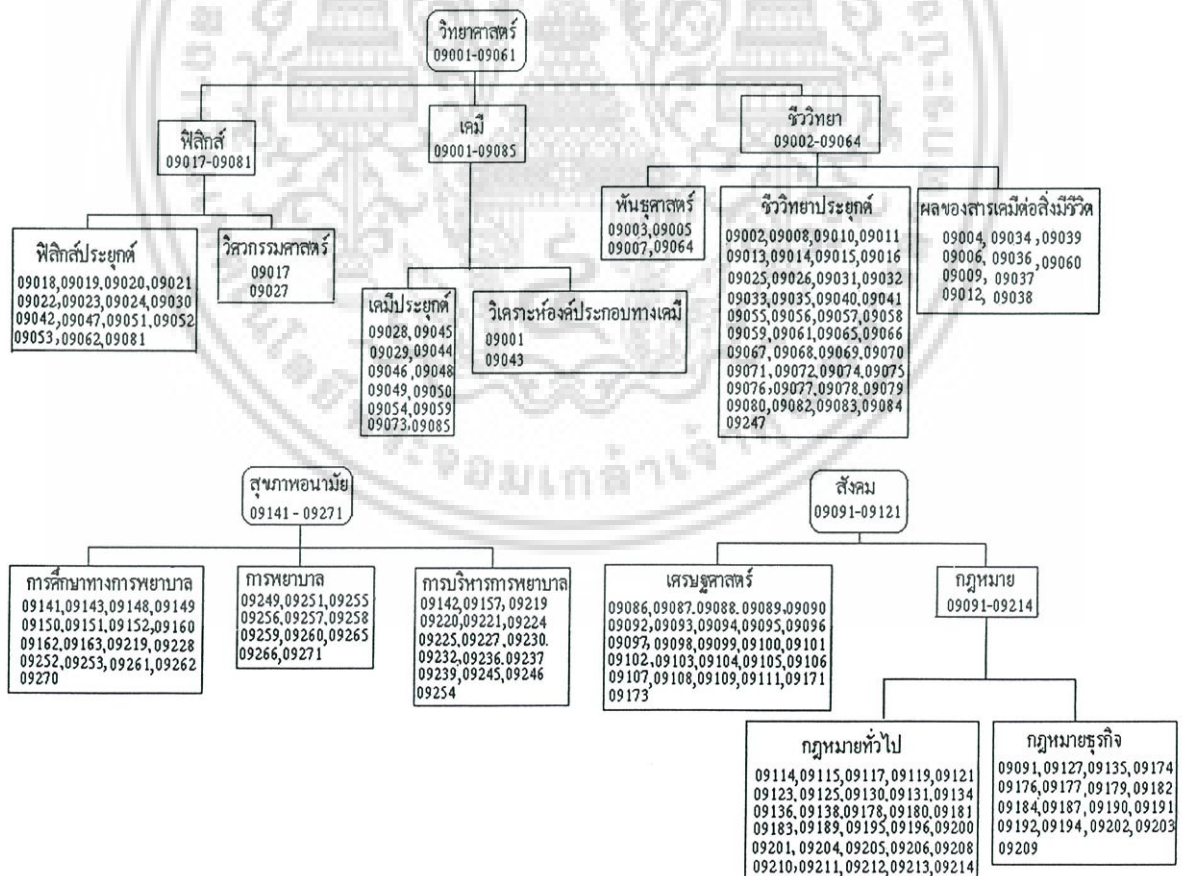 วิทยาศาสตร์
09001-09061
ฟิสิกส์
09017-09081
เคมี
09001-09085
ชีววิทยา
09002-09064
ฟิสิกส์ประยุกต์
09018,09019,09020,09021
09022,09023,09024,09030
09042,09047,09051,09052
09053,09062,09081
วิศวกรรมศาสตร์
09017
09027
เคมีประยุกต์
09028,09045
09029,09044
09046,09048
09049,09050
09054,09059
09073,09085
วิเคราะห์องค์ประกอบทางเคมี
09001
09043
พันธุศาสตร์
09003,09005
09007,09064
ชีววิทยาประยุกต์
09002,09008,09010,09011
09013,09014,09015,09016
09025,09026,09031,09032
09033,09035,09040,09041
09055,09056,09057,09058
09059,09061,09065,09066
09067,09068,09069,09070
09071,09072,09074,09075
09076,09077,09078,09079
09080,09082,09083,09084
09247
ผลของสารเคมีต่อสิ่งมีชีวิต
09004, 09034, 09039
09006, 09036, 09060
09009, 09037
09012, 09038
จอมเกล้าเจ้า
สุขภาพอนามัย
09141 - 09271
การศึกษาทางการพยาบาล
09141,09143,09148,09149
09150,09151,09152,09160
09162,09163,09219,09228
09252,09253,09261,09262
09270
การพยาบาล
09249,09251,09255
09256,09257,09258
09259,09260,09265
09266,09271
การบริหารการพยาบาล
09142,09157,09219
09220,09221,09224
09225,09227,09230.
09232,09236.09237
09239,09245,09246
09254
สังคม
09091-09121
เศรษฐศาสตร์
09086,09087.09088.09089,09090
09092,09093,09094,09095,09096
09097,09098,09099,09100,09101
09102,09103,09104,09105,09106
09107,09108,09109,09111,09171
09173
กฎหมาย
09091-09214
กฎหมายทั่วไป
09114,09115,09117,09119,09121
09123,09125,09130,09131,09134
09136,09138,09178,09180,09181
09183,09189,09195,09196,09200
09201, 09204, 09205, 09206, 09208
09210,09211,09212,09213,09214
กฎหมายธุรกิจ
09091,09127,09135,09174
09176,09177,09179,09182
09184,09187,09190,09191
09192,09194, 09202,09203
09209